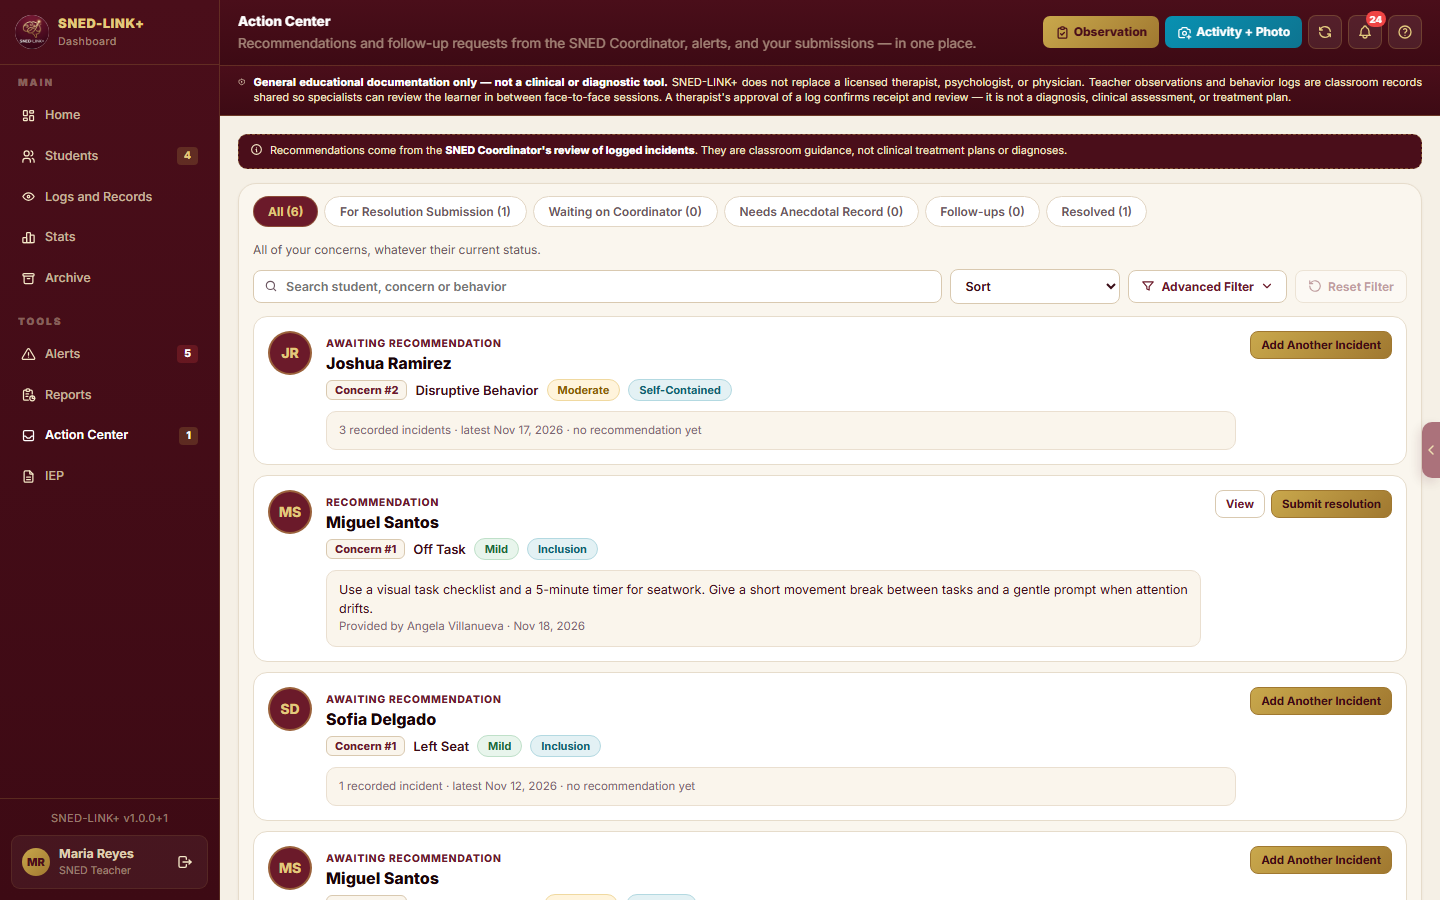 SNED-LINK+
Dashboard
MAIN
Home
Students 4
Logs and Records
Stats
Archive
TOOLS
Alerts 5
Reports
Action Center 1
IEP
SNED-LINK+ v1.0.0+1
MR Maria Reyes
SNED Teacher
Action Center
Recommendations and follow-up requests from the SNED Coordinator, alerts, and your submissions — in one place.
Observation
Activity + Photo
24
General educational documentation only — not a clinical or diagnostic tool. SNED-LINK+ does not replace a licensed therapist, psychologist, or physician. Teacher observations and behavior logs are classroom records
shared so specialists can review the learner in between face-to-face sessions. A therapist's approval of a log confirms receipt and review — it is not a diagnosis, clinical assessment, or treatment plan.
Recommendations come from the SNED Coordinator's review of logged incidents. They are classroom guidance, not clinical treatment plans or diagnoses.
All (6) For Resolution Submission (1) Waiting on Coordinator (0) Needs Anecdotal Record (0) Follow-ups (0) Resolved (1)
All of your concerns, whatever their current status.
Search student, concern or behavior Sort Advanced Filter Reset Filter
JR
AWAITING RECOMMENDATION
Joshua Ramirez
Concern #2 Disruptive Behavior Moderate Self-Contained
3 recorded incidents · latest Nov 17, 2026 · no recommendation yet
Add Another Incident
MS
RECOMMENDATION
Miguel Santos
Concern #1 Off Task Mild Inclusion
Use a visual task checklist and a 5-minute timer for seatwork. Give a short movement break between tasks and a gentle prompt when attention
drifts.
Provided by Angela Villanueva · Nov 18, 2026
View Submit resolution
SD
AWAITING RECOMMENDATION
Sofia Delgado
Concern #1 Left Seat Mild Inclusion
1 recorded incident · latest Nov 12, 2026 · no recommendation yet
Add Another Incident
MS
AWAITING RECOMMENDATION
Miguel Santos
Add Another Incident